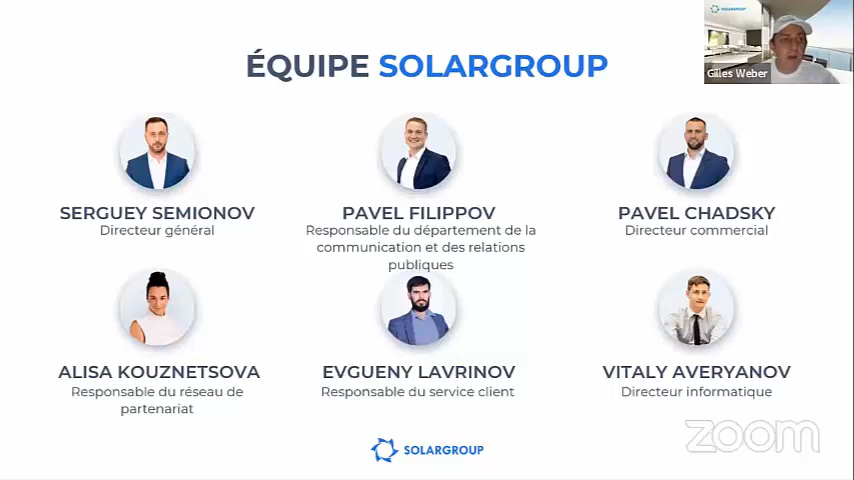 SOLARGROUP
Gilles Weber
ÉQUIPE SOLARGROUP
SERGUEY SEMIONOV
Directeur général
PAVEL FILIPPOV
Responsable du département de la
communication et des relations
publiques
PAVEL CHADSKY
Directeur commercial
ALISA KOUZNETSOVA
Responsable du réseau de
partenariat
EVGUENY LAVRINOV
Responsable du service client
VITALY AVERYANOV
Directeur informatique
zoom
SOLARGROUP